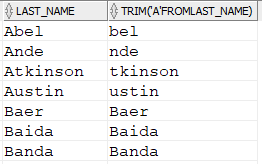 LAST_NAME TRIM('A'FROMLAST_NAME)
Abel bel
Ande nde
Atkinson tkinson
Austin ustin
Baer Baer
Baida Baida
Banda Banda